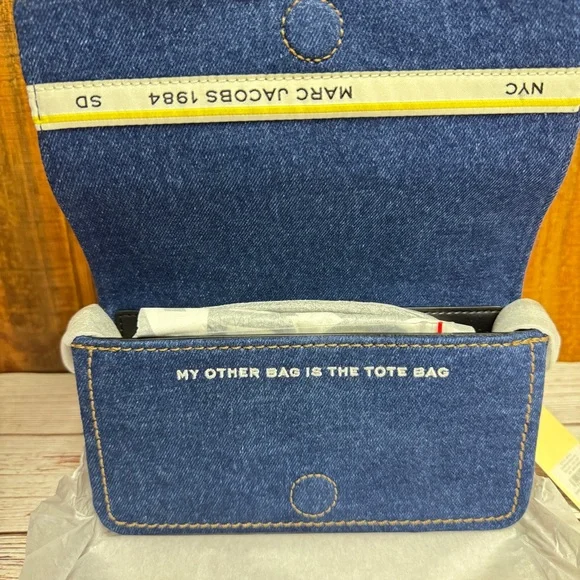 NYC MARC JACOBS 1984 SD
MY OTHER BAG IS THE TOTE BAG